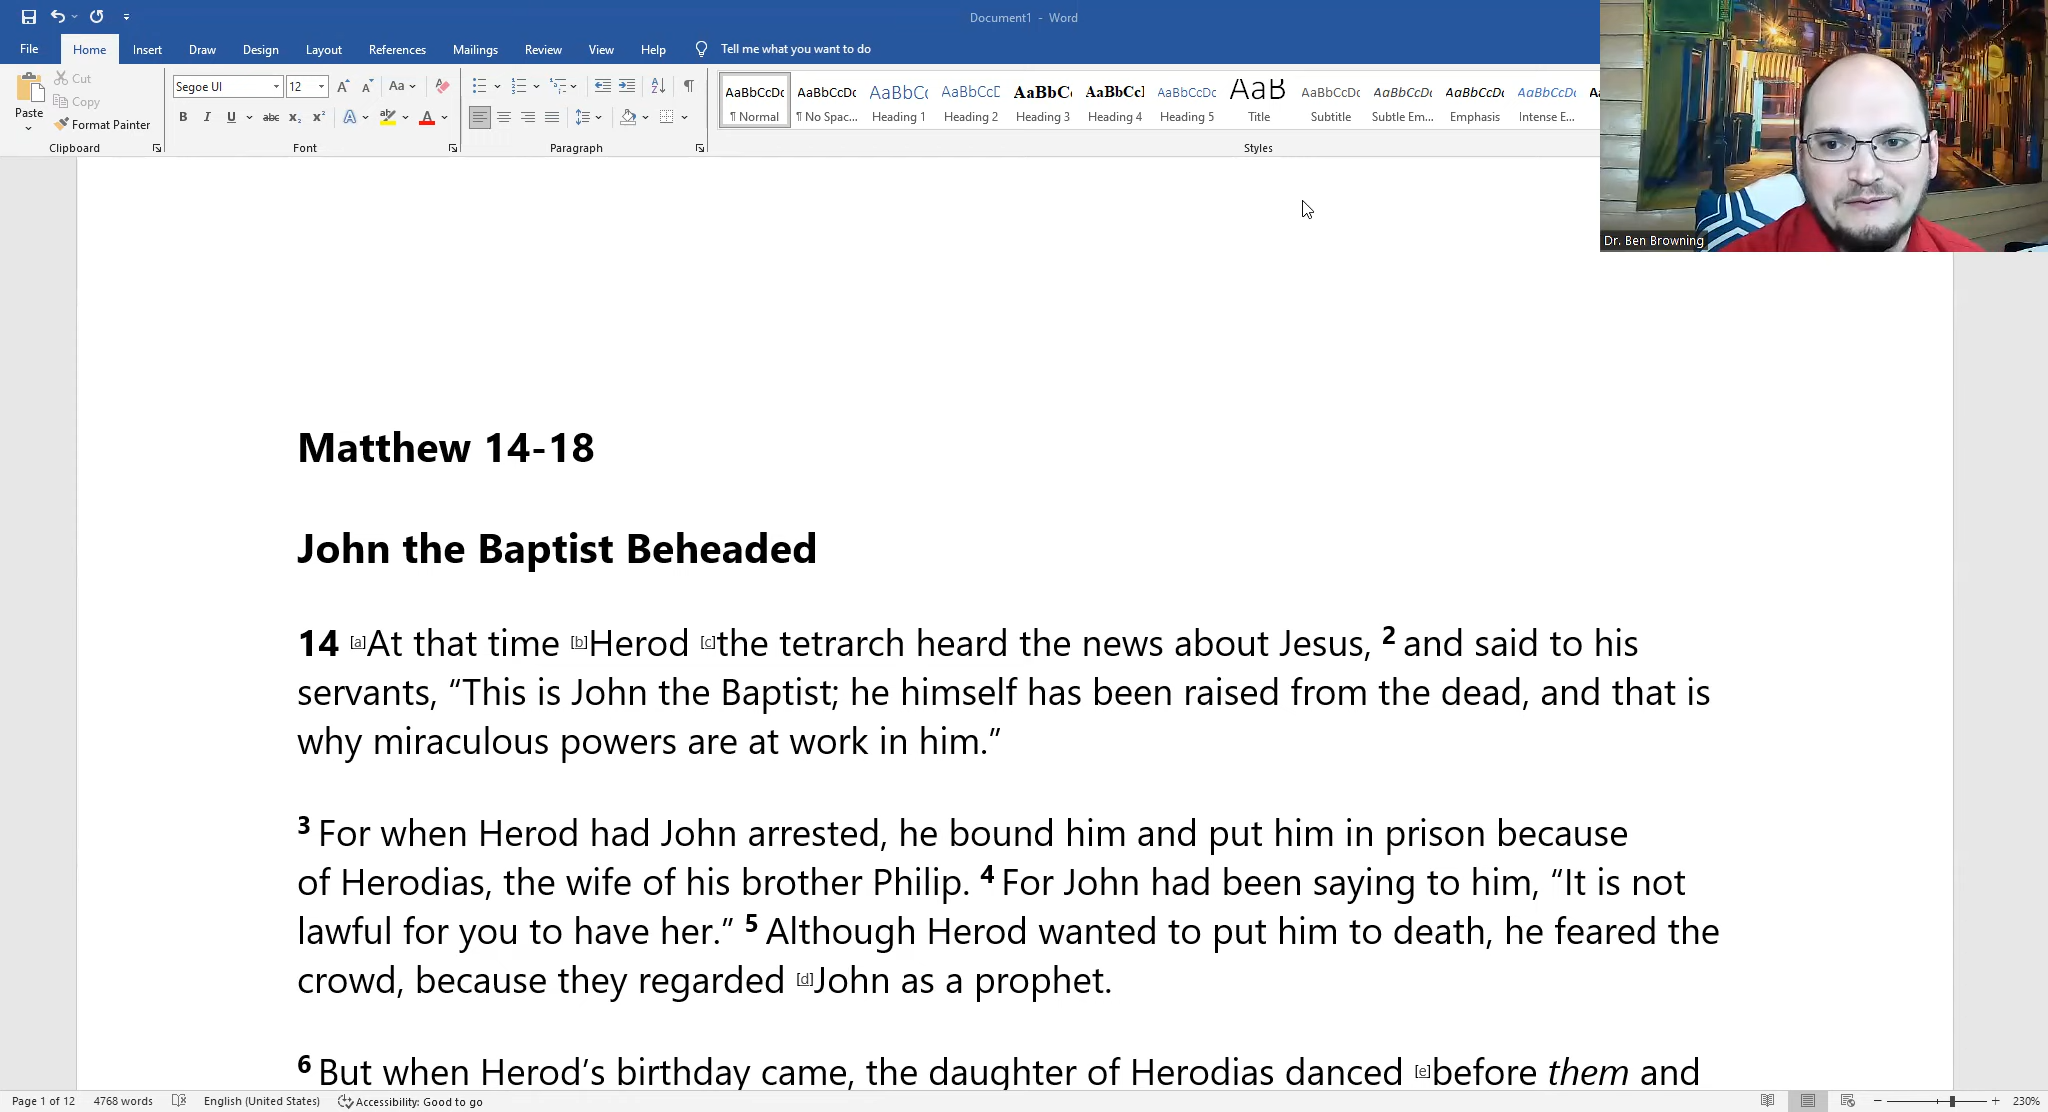 Document1 - Word
File Home Insert Draw Design Layout References Mailings Review View Help Tell me what you want to do
Paste
Cut
Copy
Format Painter
Segoe UI 12 Aa
B I U abc x₂ x² A ab A
AaBbCcDc AaBbCcDc AaBbC AaBbCcD AaBbC AaBbCcI AaBbCcDc AaB AaBbCcDc AaBbCcDc AaBbCcDc AaBbCcDc
¶ Normal ¶ No Spac... Heading 1 Heading 2 Heading 3 Heading 4 Heading 5 Title Subtitle Subtle Em... Emphasis Intense E...
Clipboard Font Paragraph Styles
Dr. Ben Browning
Matthew 14-18
John the Baptist Beheaded
14 [a]At that time [b]Herod [c]the tetrarch heard the news about Jesus, 2 and said to his
servants, “This is John the Baptist; he himself has been raised from the dead, and that is
why miraculous powers are at work in him.”
3 For when Herod had John arrested, he bound him and put him in prison because
of Herodias, the wife of his brother Philip. 4 For John had been saying to him, “It is not
lawful for you to have her.” 5 Although Herod wanted to put him to death, he feared the
crowd, because they regarded [d]John as a prophet.
6 But when Herod’s birthday came, the daughter of Herodias danced [e]before them and
Page 1 of 12 4768 words English (United States) Accessibility: Good to go 230%